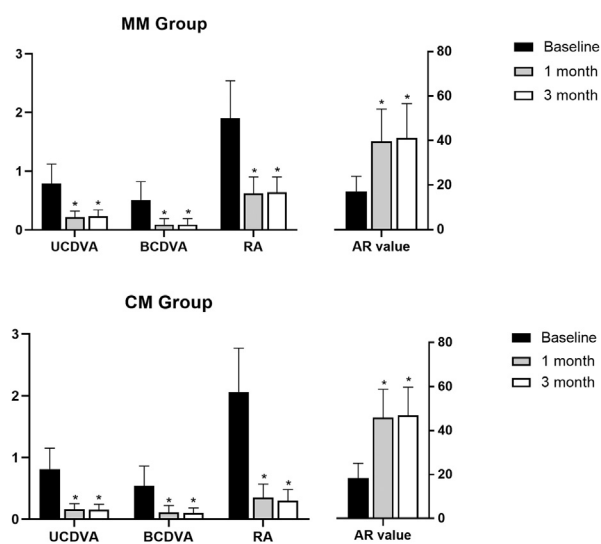 MM Group
3
2
1
0
UCDVA BCDVA RA
* * * * * *
80
60
40
20
0
AR value
* *
Baseline
1 month
3 month
CM Group
3
2
1
0
UCDVA BCDVA RA
* * * * * *
80
60
40
20
0
AR value
* *
Baseline
1 month
3 month